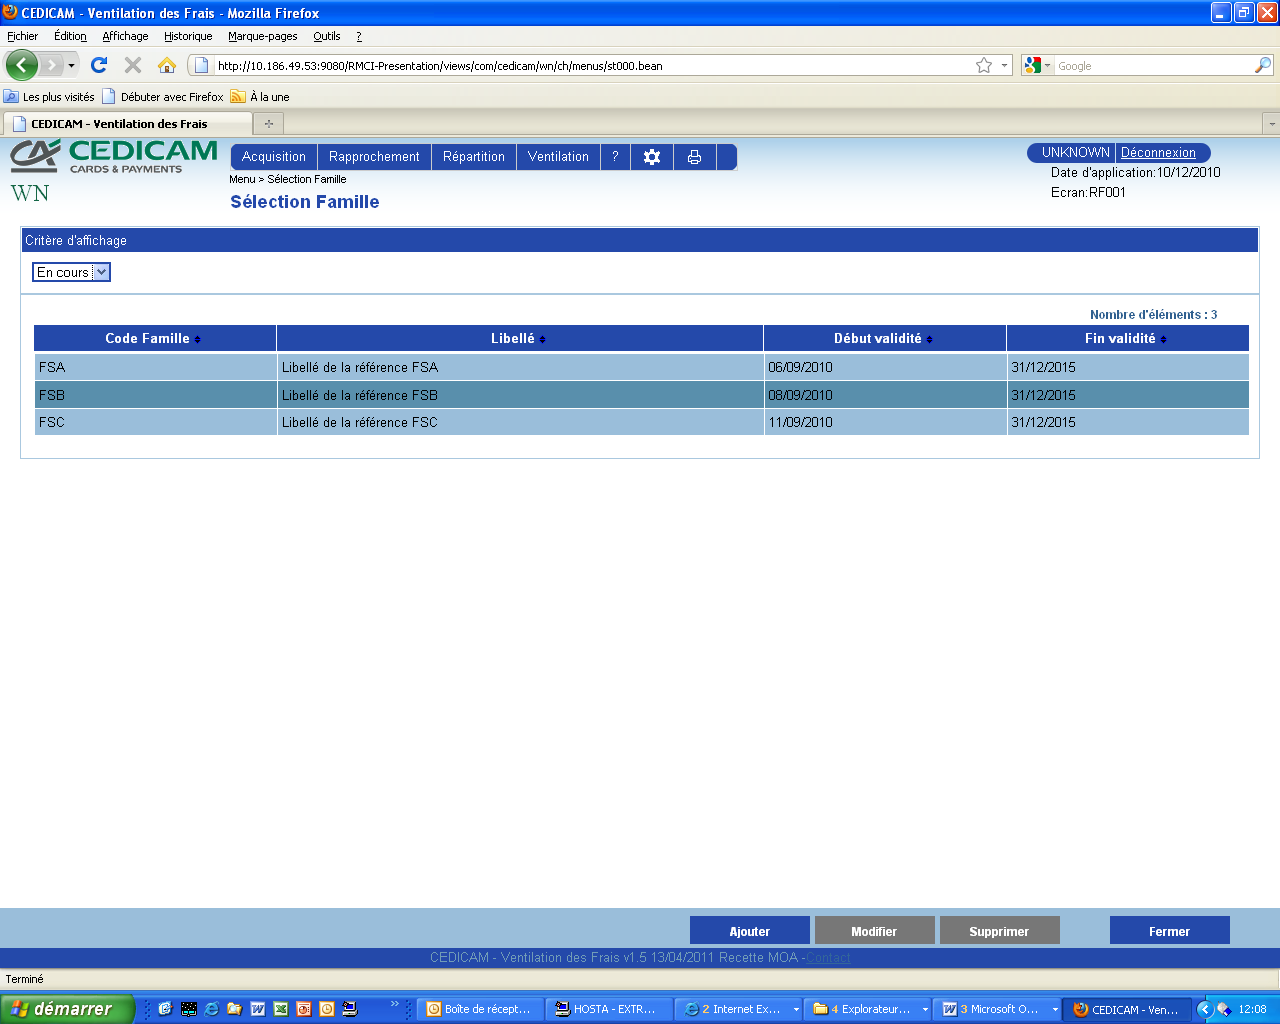 CEDICAM - Ventilation des Frais - Mozilla Firefox
Fichier Édition Affichage Historique Marque-pages Outils ?
http://10.186.49.53:9080/RMCI-Presentation/views/com/cedicam/wn/ch/menus/st000.bean Google
Les plus visités Débuter avec Firefox À la une
CEDICAM - Ventilation des Frais
CA CEDICAM
CARDS & PAYMENTS
WN
Acquisition Rapprochement Répartition Ventilation ?
UNKNOWN Déconnexion
Menu > Sélection Famille
Date d'application:10/12/2010
Sélection Famille
Ecran:RF001
Critère d'affichage
En cours
Nombre d'éléments : 3
Code Famille Libellé Début validité Fin validité
FSA Libellé de la référence FSA 06/09/2010 31/12/2015
FSB Libellé de la référence FSB 08/09/2010 31/12/2015
FSC Libellé de la référence FSC 11/09/2010 31/12/2015
Ajouter Modifier Supprimer Fermer
CEDICAM - Ventilation des Frais v1.5 13/04/2011 Recette MOA -Contact
Terminé
démarrer Boîte de récept... HOSTA - EXTR... 2 Internet Ex... 4 Explorateur... 3 Microsoft O... CEDICAM - Ven... 12:08